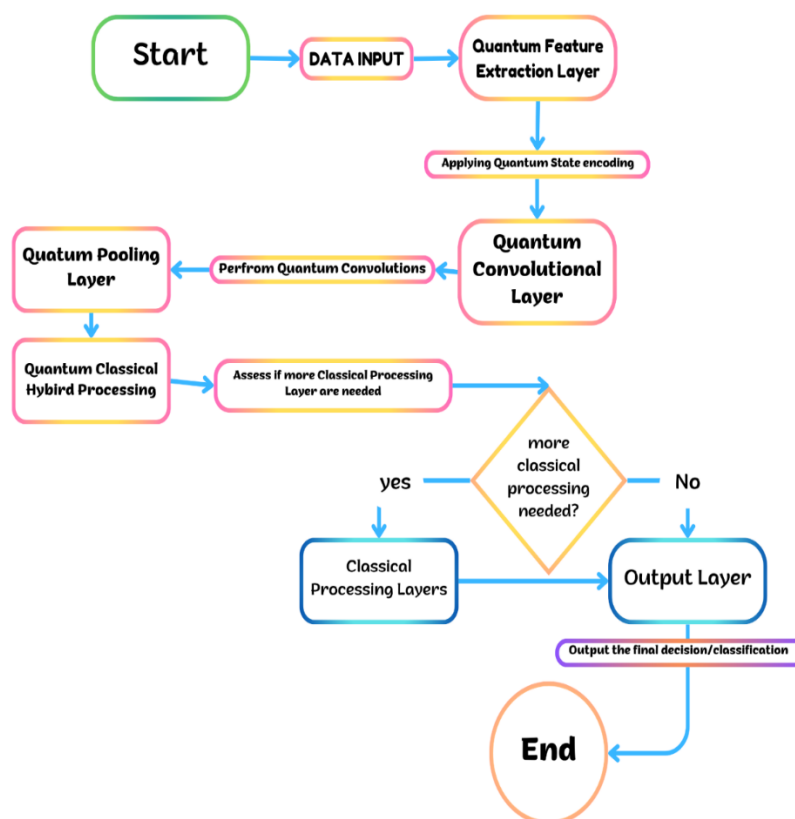 Start
DATA INPUT
Quantum Feature
Extraction Layer
Applying Quantum State encoding
Quantum
Convolutional
Layer
Perfrom Quantum Convolutions
Quatum Pooling
Layer
Quantum Classical
Hybird Processing
Assess if more Classical Processing
Layer are needed
more
classical
processing
needed?
yes
No
Classical
Processing Layers
Output Layer
Output the final decision/classification
End